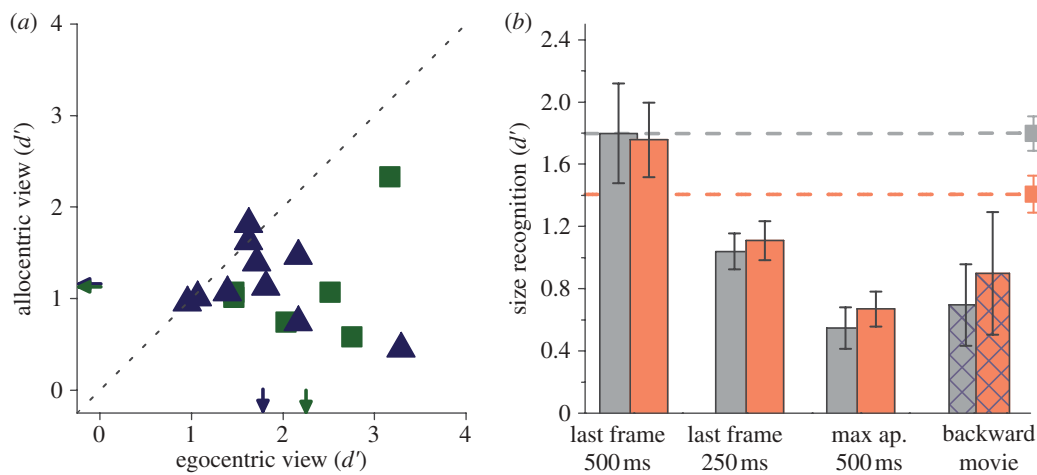 (a)
4
3
2
1
0
allocentric view (d′)
0 1 2 3 4
egocentric view (d′)
(b)
2.4
2.0
1.6
1.2
0.8
0.4
0
size recognition (d′)
last frame last frame max ap. backward
500 ms 250 ms 500 ms movie